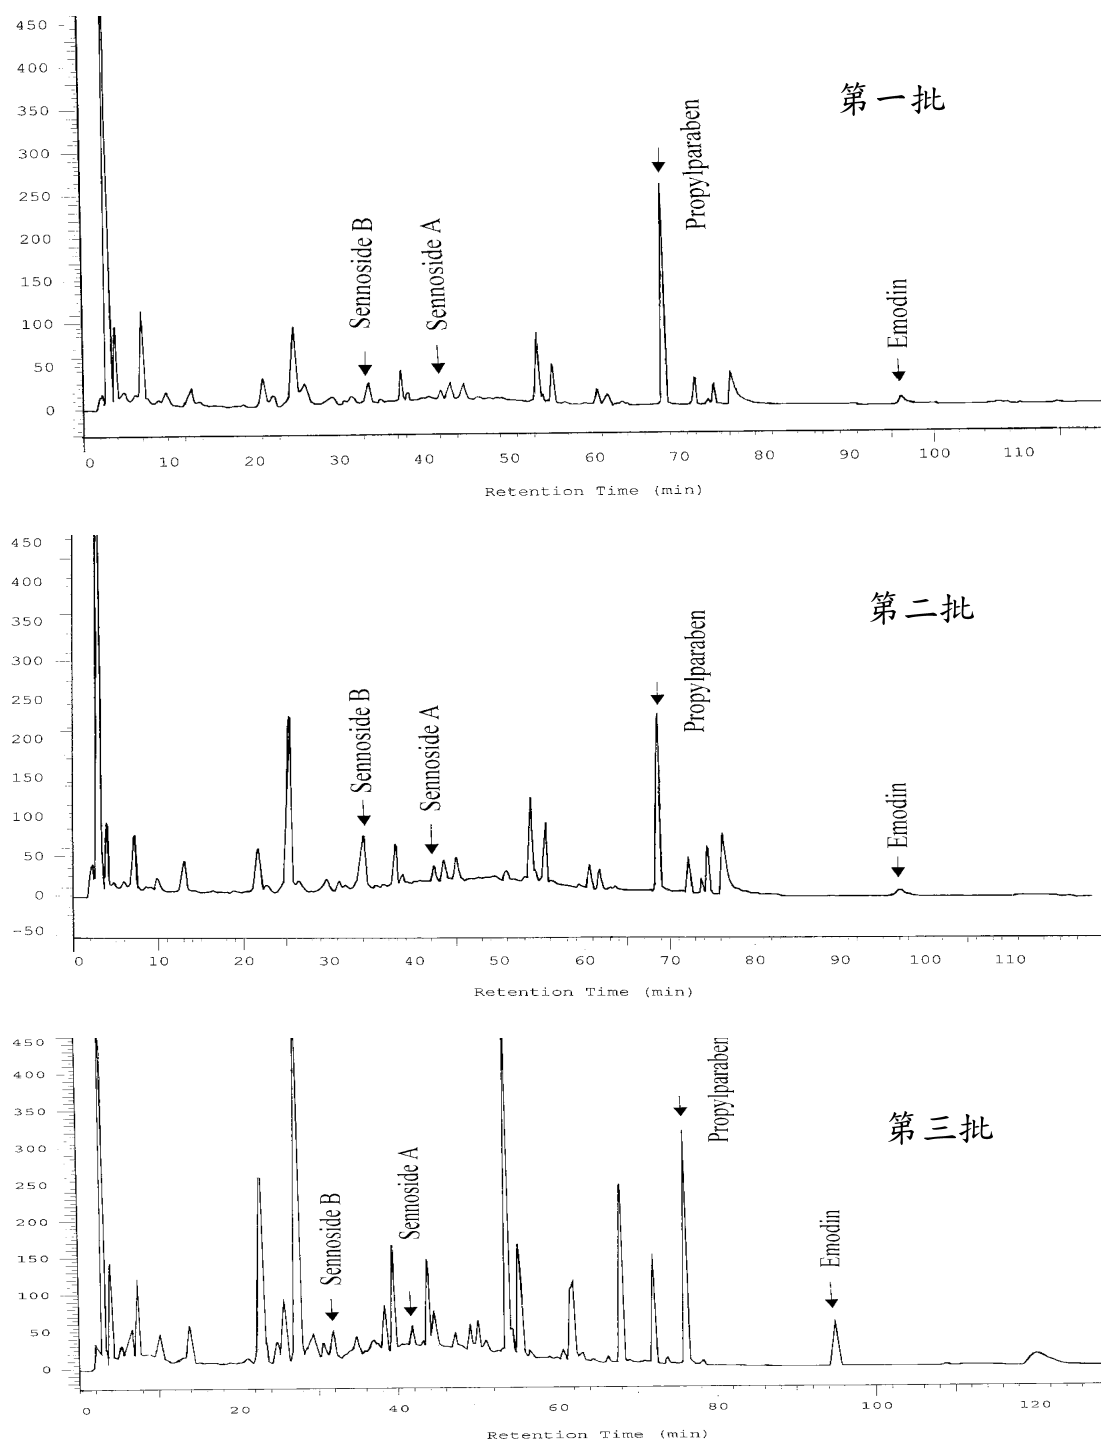 450
400
350
300
250
200
150
100
50
0
第一批
Sennoside B
Sennoside A
Propylparaben
Emodin
0 10 20 30 40 50 60 70 80 90 100 110
Retention Time (min)
450
400
350
300
250
200
150
100
50
0
-50
第二批
Sennoside B
Sennoside A
Propylparaben
Emodin
0 10 20 30 40 50 60 70 80 90 100 110
Retention Time (min)
450
400
350
300
250
200
150
100
50
0
第三批
Sennoside B
Sennoside A
Propylparaben
Emodin
0 20 40 60 80 100 120
Retention Time (min)